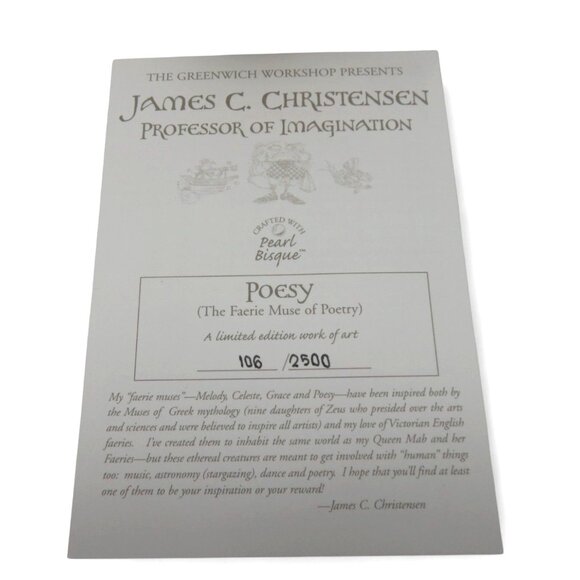 THE GREENWICH WORKSHOP PRESENTS
JAMES C. CHRISTENSEN
PROFESSOR OF IMAGINATION
CRAFTED WITH
Pearl
Bisque™
POESY
(The Faerie Muse of Poetry)
A limited edition work of art
106 /2500
My "faerie muses"—Melody, Celeste, Grace and Poesy—have been inspired both by
the Muses of Greek mythology (nine daughters of Zeus who presided over the arts
and sciences and were believed to inspire all artists) and my love of Victorian English
faeries. I've created them to inhabit the same world as my Queen Mab and her
Faeries—but these ethereal creatures are meant to get involved with "human" things
too: music, astronomy (stargazing), dance and poetry. I hope that you'll find at least
one of them to be your inspiration or your reward!
—James C. Christensen